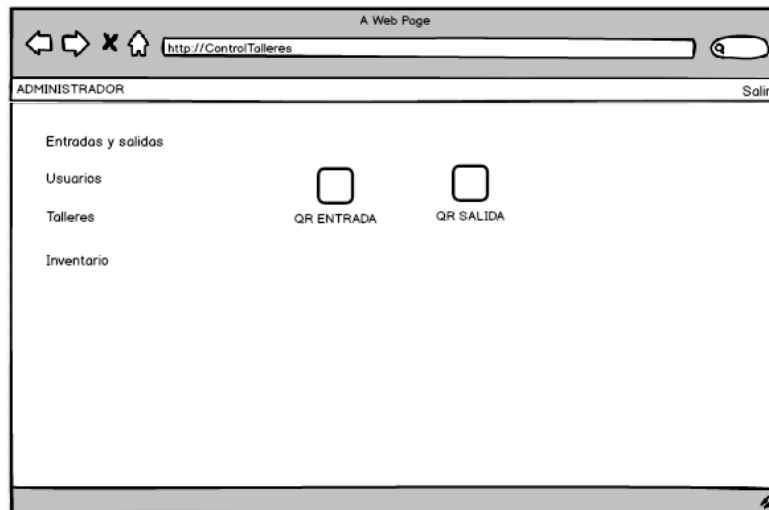 A Web Page
http://ControlTalleres
ADMINISTRADOR
Salir
Entradas y salidas
Usuarios
Talleres
Inventario
QR ENTRADA
QR SALIDA